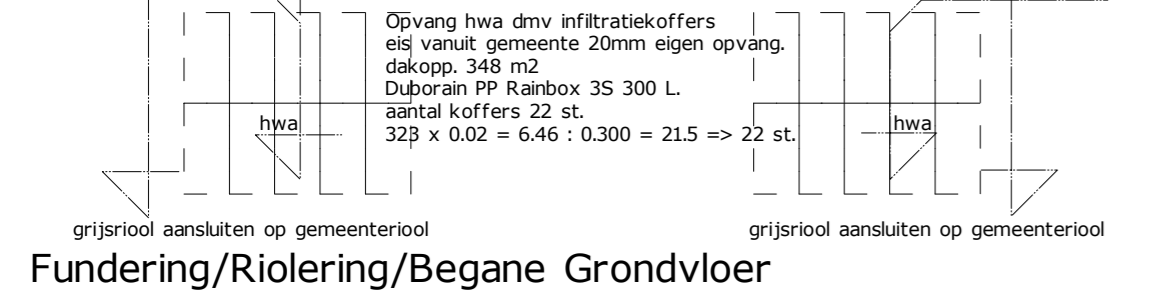 Opvang hwa dmv infiltratiekoffers
eis vanuit gemeente 20mm eigen opvang.
dakopp. 348 m2
Duborain PP Rainbox 3S 300 L.
aantal koffers 22 st.
323 x 0.02 = 6.46 : 0.300 = 21.5 => 22 st.
hwa
hwa
grijsriool aansluiten op gemeenteriool
grijsriool aansluiten op gemeenteriool
Fundering/Riolering/Begane Grondvloer